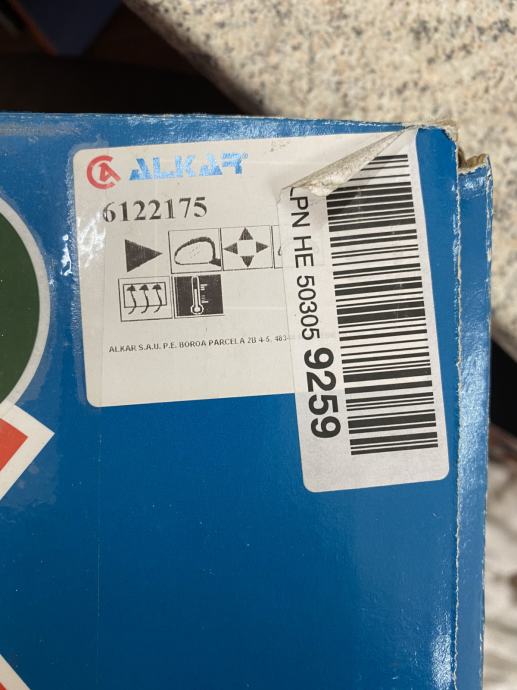 ALKAR
6122175
ALKAR S.A.U. P.E. BOROA PARCELA 2B 4-5.
LPN HE 50305 9259